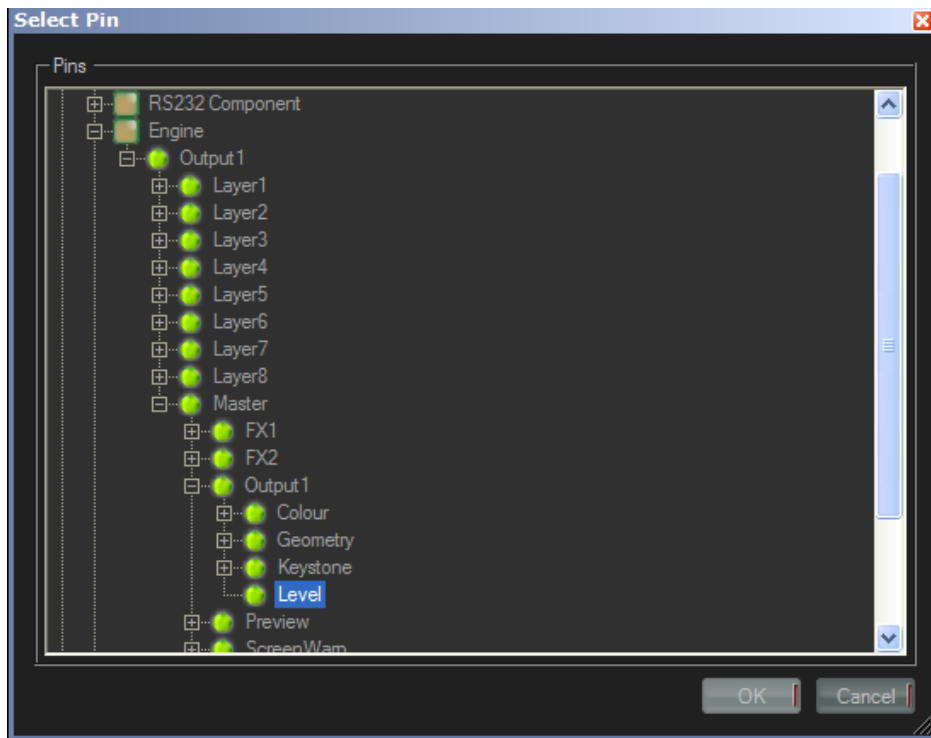 Select Pin
Pins
RS232 Component
Engine
Output1
Layer1
Layer2
Layer3
Layer4
Layer5
Layer6
Layer7
Layer8
Master
FX1
FX2
Output1
Colour
Geometry
Keystone
Level
Preview
ScreenWarp
OK
Cancel